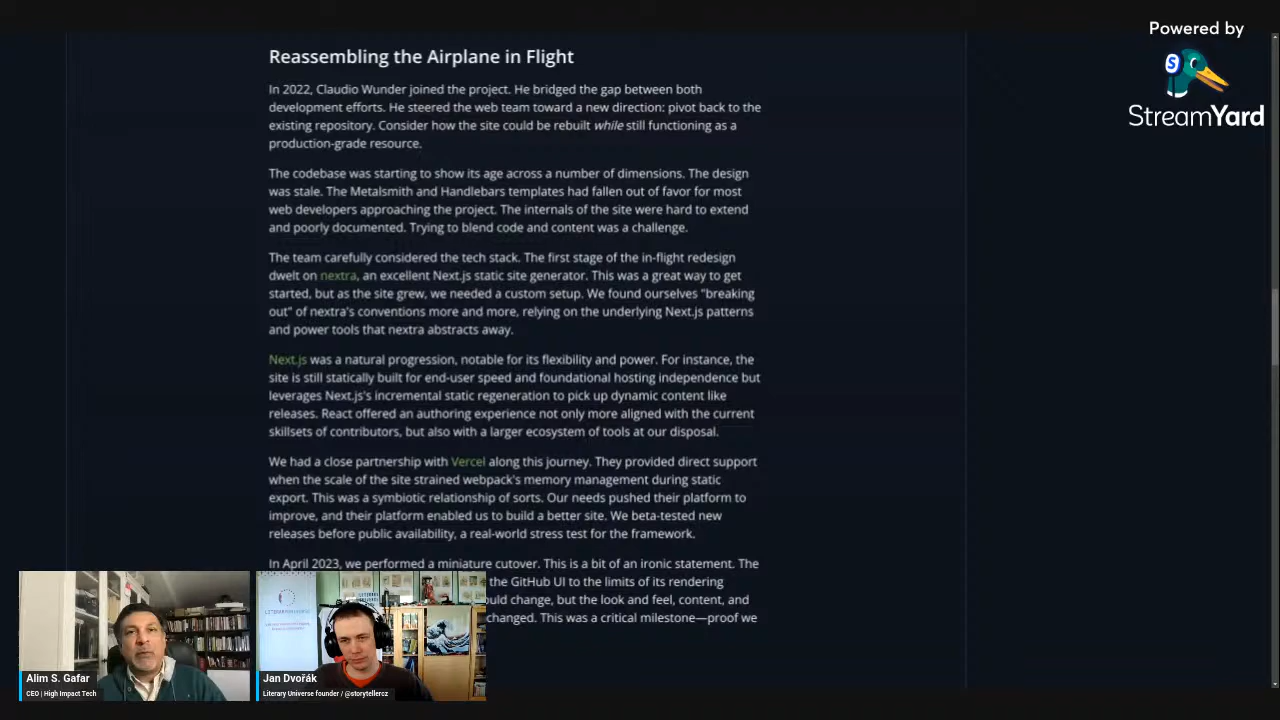 Powered by
StreamYard
Reassembling the Airplane in Flight
In 2022, Claudio Wunder joined the project. He bridged the gap between both
development efforts. He steered the web team toward a new direction: pivot back to the
existing repository. Consider how the site could be rebuilt while still functioning as a
production-grade resource.
The codebase was starting to show its age across a number of dimensions. The design
was stale. The Metalsmith and Handlebars templates had fallen out of favor for most
web developers approaching the project. The internals of the site were hard to extend
and poorly documented. Trying to blend code and content was a challenge.
The team carefully considered the tech stack. The first stage of the in-flight redesign
dwelt on nextra, an excellent Next.js static site generator. This was a great way to get
started, but as the site grew, we needed a custom setup. We found ourselves "breaking
out" of nextra's conventions more and more, relying on the underlying Next.js patterns
and power tools that nextra abstracts away.
Next.js was a natural progression, notable for its flexibility and power. For instance, the
site is still statically built for end-user speed and foundational hosting independence but
leverages Next.js's incremental static regeneration to pick up dynamic content like
releases. React offered an authoring experience not only more aligned with the current
skillsets of contributors, but also with a larger ecosystem of tools at our disposal.
We had a close partnership with Vercel along this journey. They provided direct support
when the scale of the site strained webpack's memory management during static
export. This was a symbiotic relationship of sorts. Our needs pushed their platform to
improve, and their platform enabled us to build a better site. We beta-tested new
releases before public availability, a real-world stress test for the framework.
In April 2023, we performed a miniature cutover. This is a bit of an ironic statement. The
the GitHub UI to the limits of its rendering
uld change, but the look and feel, content, and
changed. This was a critical milestone—proof we
Alim S. Gafar
CEO | High Impact Tech
Jan Dvořák
Literary Universe founder / @storytellercz